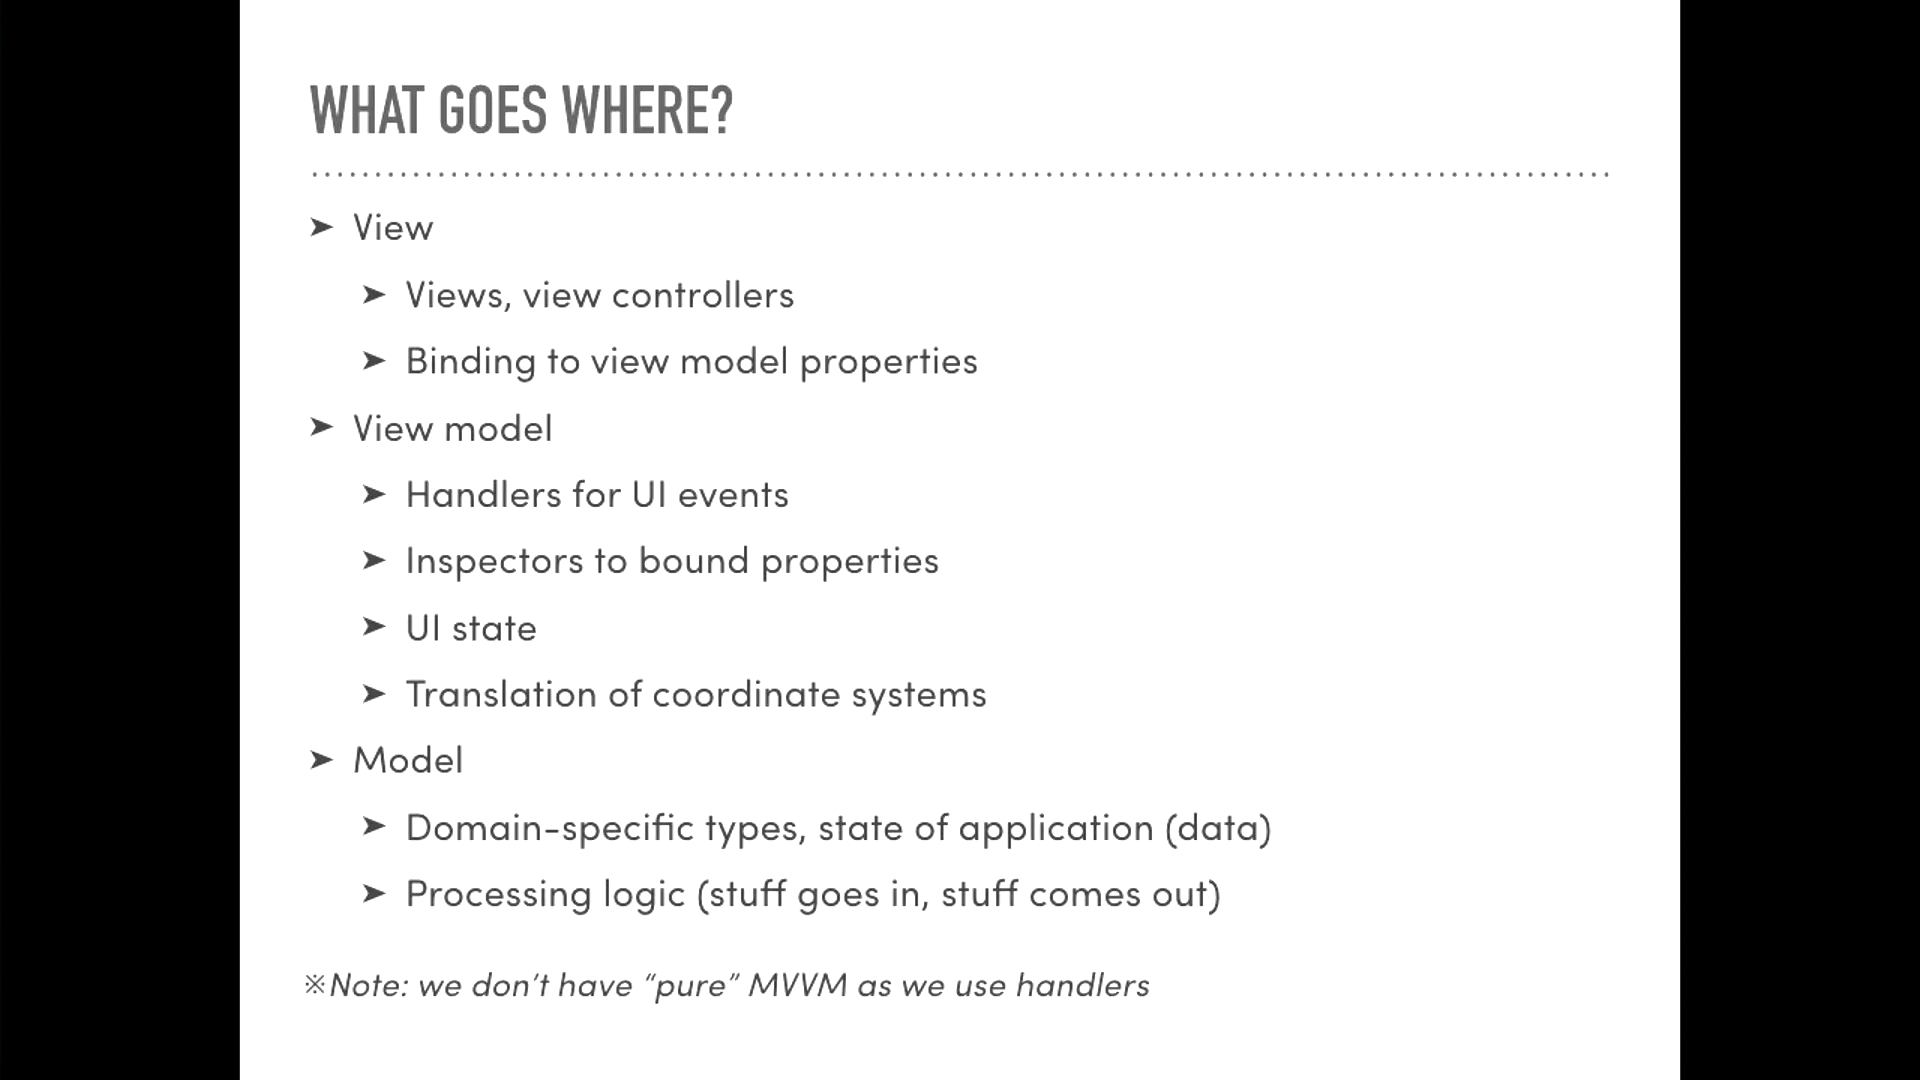 WHAT GOES WHERE?
➤ View
➤ Views, view controllers
➤ Binding to view model properties
➤ View model
➤ Handlers for UI events
➤ Inspectors to bound properties
➤ UI state
➤ Translation of coordinate systems
➤ Model
➤ Domain-specific types, state of application (data)
➤ Processing logic (stuff goes in, stuff comes out)
※Note: we don’t have “pure” MVVM as we use handlers